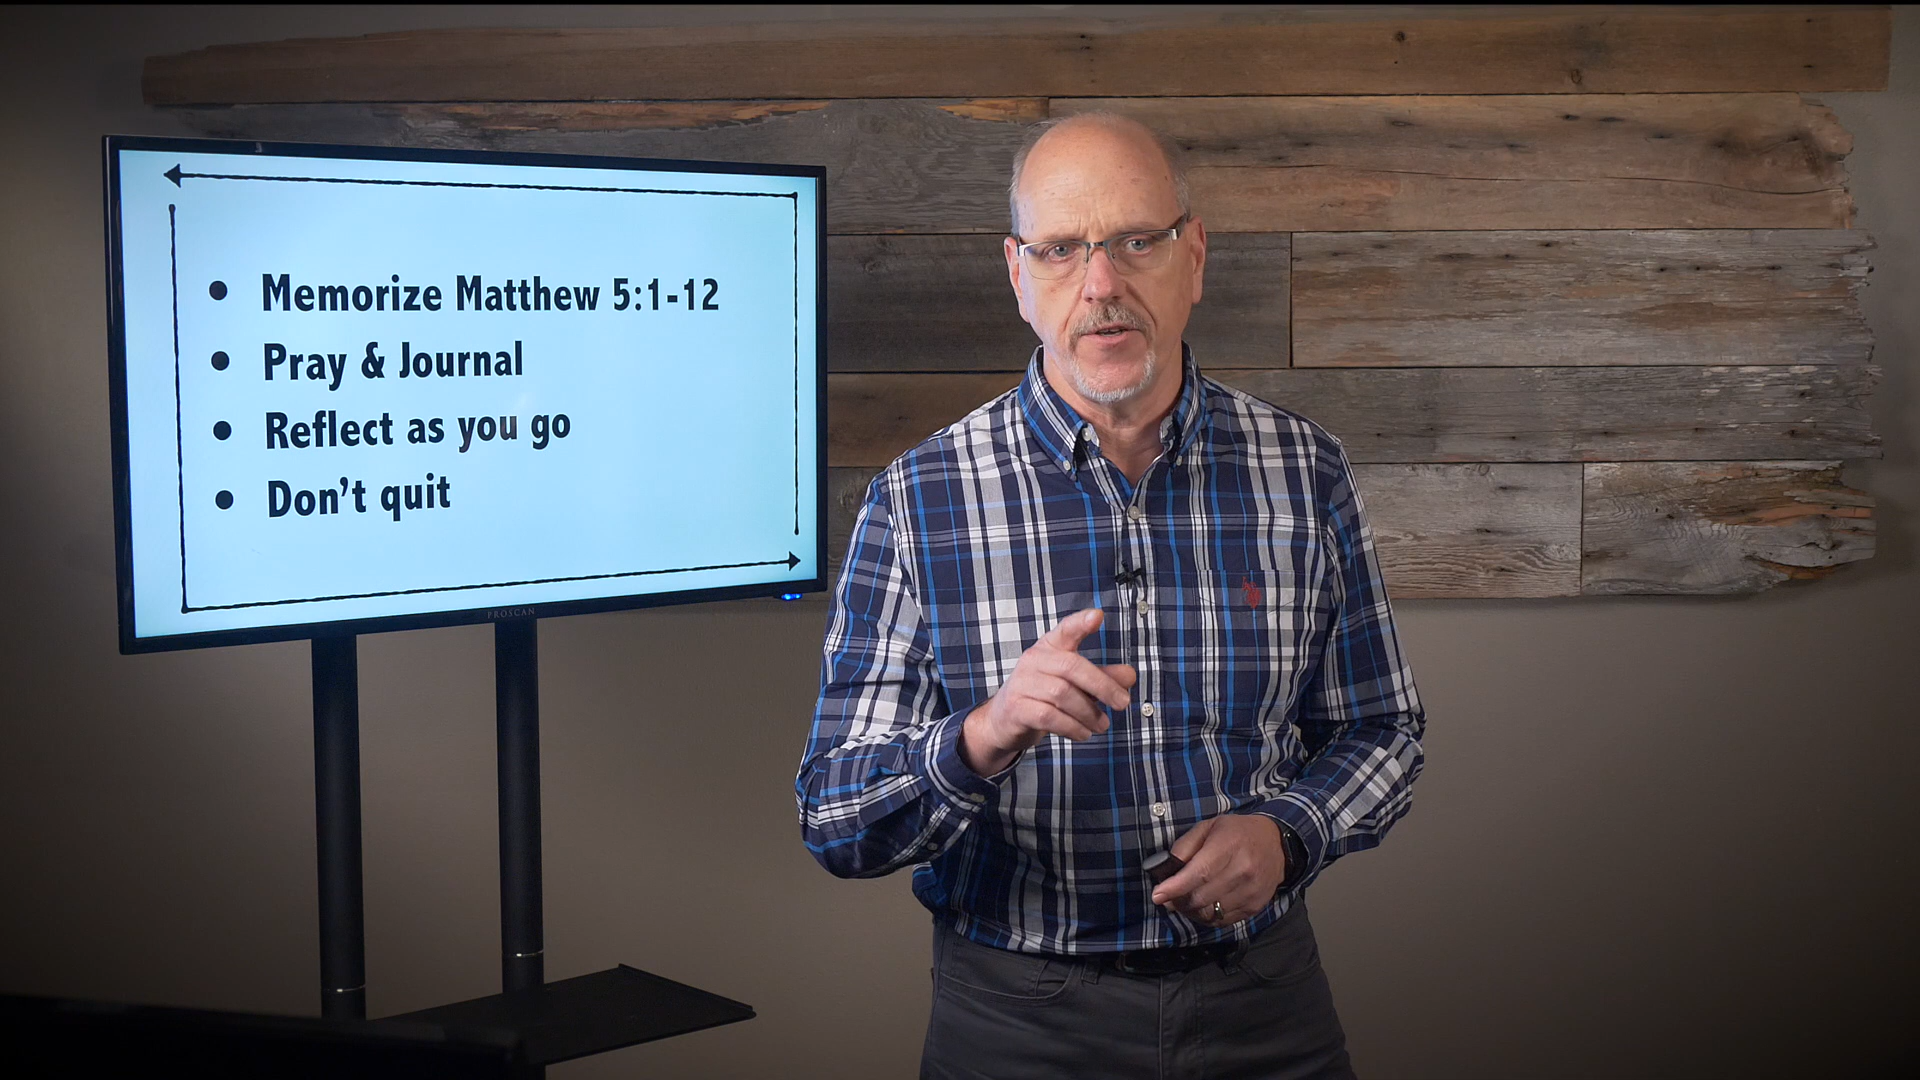 • Memorize Matthew 5:1-12
• Pray & Journal
• Reflect as you go
• Don’t quit
PROSCAN